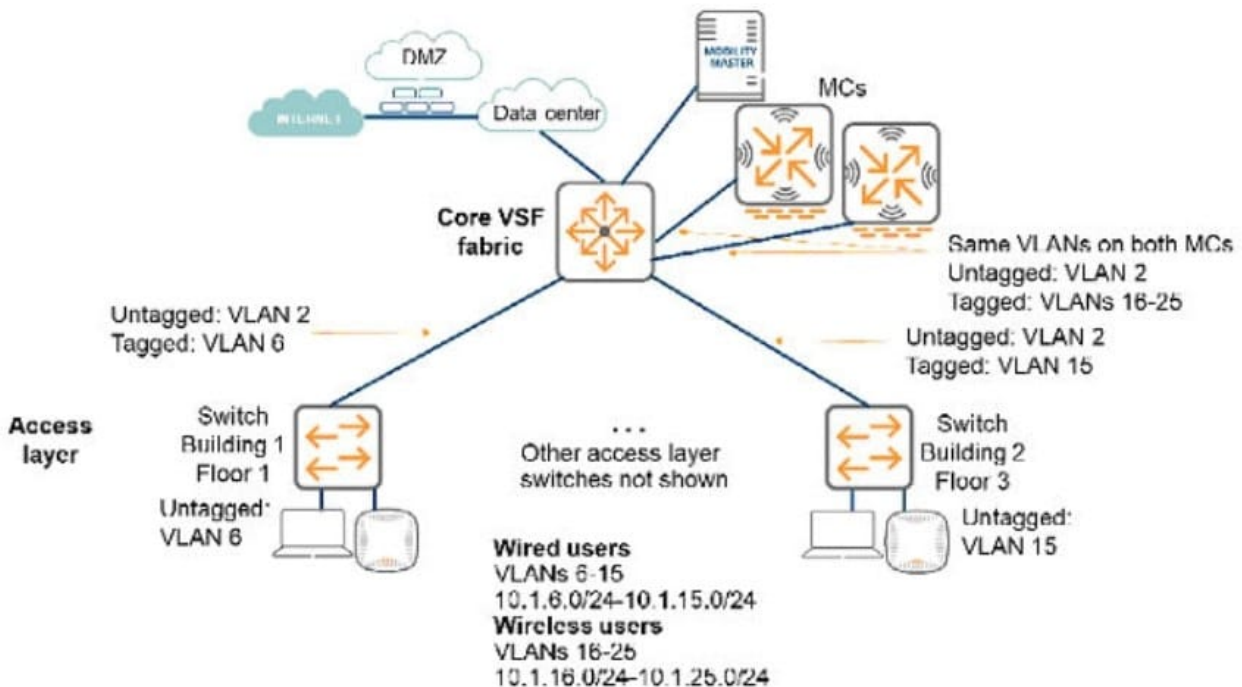 DMZ
INTERNET
Data center
MOBILITY
MASTER
MCs
Core VSF
fabric
Same VLANs on both MCs
Untagged: VLAN 2
Tagged: VLANs 16-25
Untagged: VLAN 2
Tagged: VLAN 6
Untagged: VLAN 2
Tagged: VLAN 15
Access
layer
Switch
Building 1
Floor 1
...
Other access layer
switches not shown
Switch
Building 2
Floor 3
Untagged:
VLAN 6
Untagged:
VLAN 15
Wired users
VLANs 6-15
10.1.6.0/24-10.1.15.0/24
Wireless users
VLANs 16-25
10.1.16.0/24-10.1.25.0/24